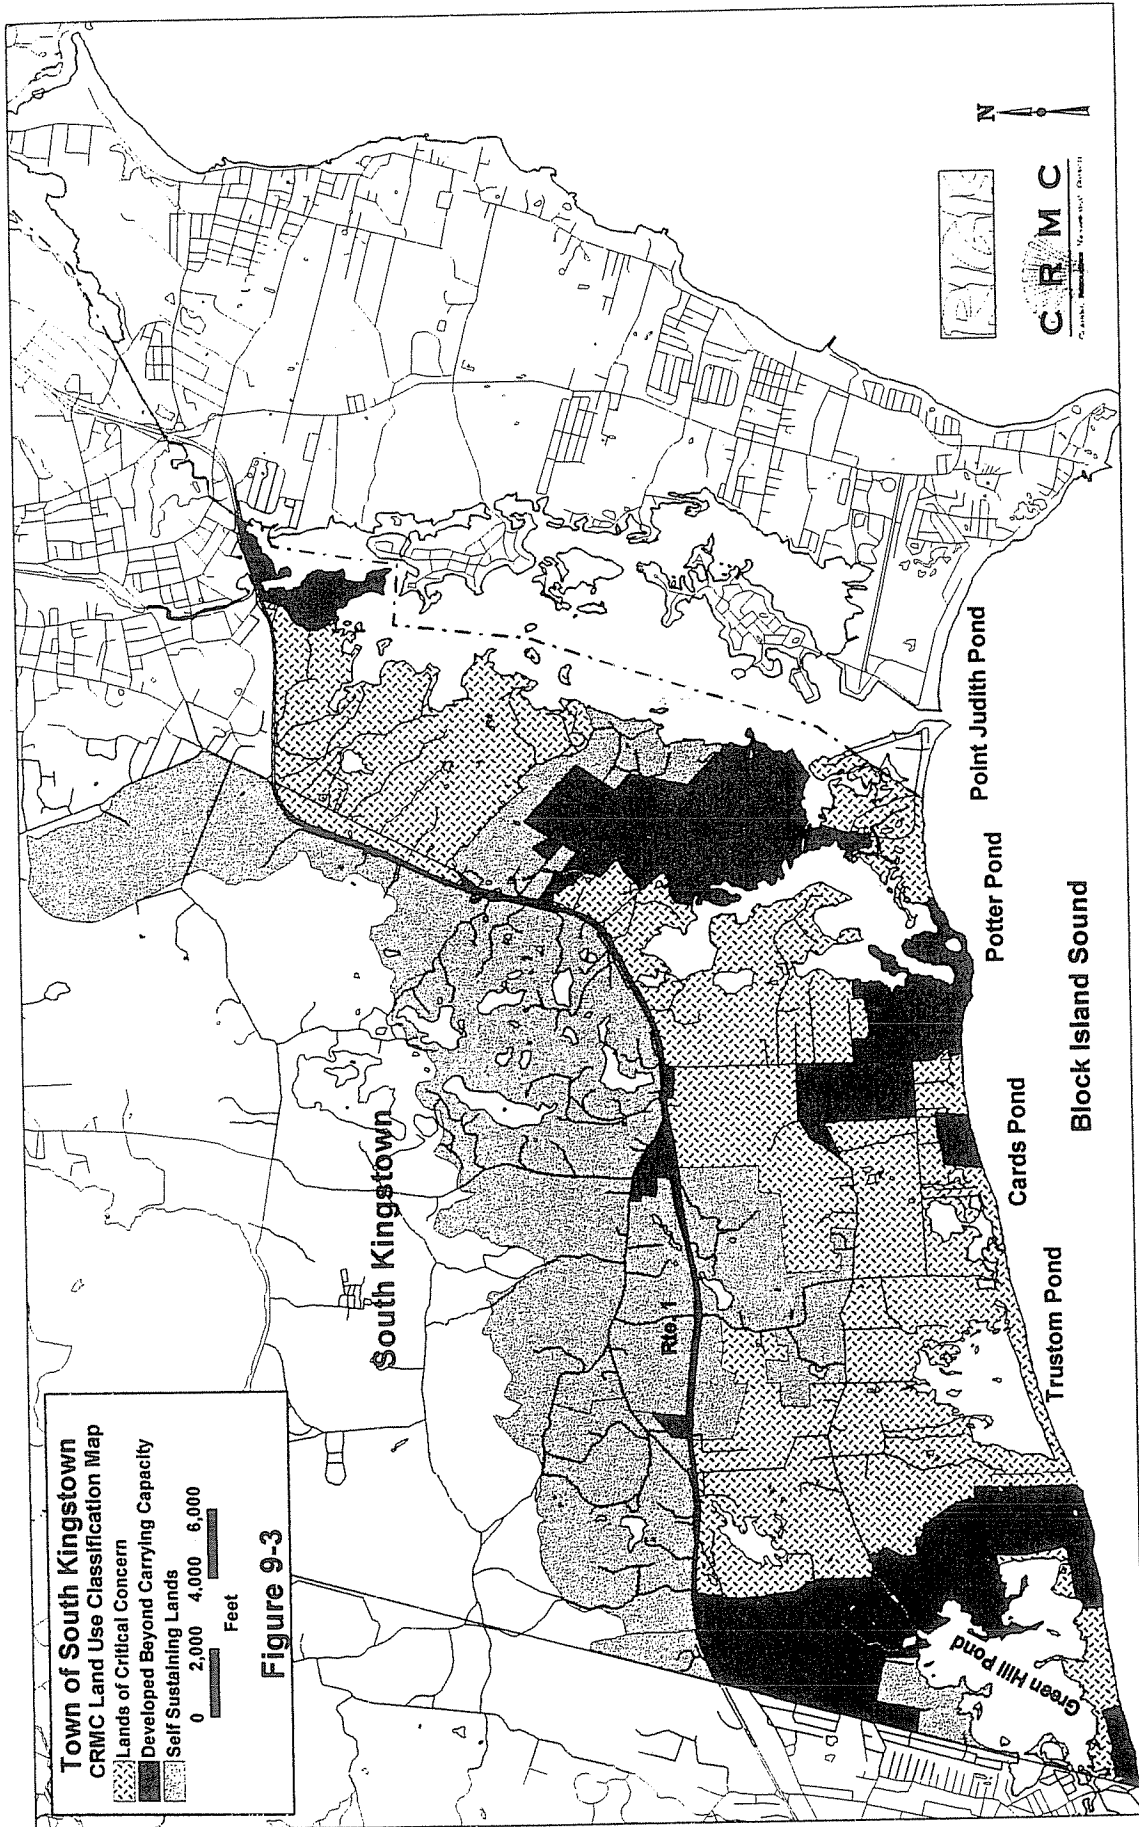 Town of South Kingstown
CRMC Land Use Classification Map
Lands of Critical Concern
Developed Beyond Carrying Capacity
Self Sustaining Lands
0 2,000 4,000 6,000
Feet
Figure 9-3
South Kingstown
Rte. 1
Green Hill Pond
Trustom Pond
Cards Pond
Potter Pond
Point Judith Pond
Block Island Sound
N
C R M C